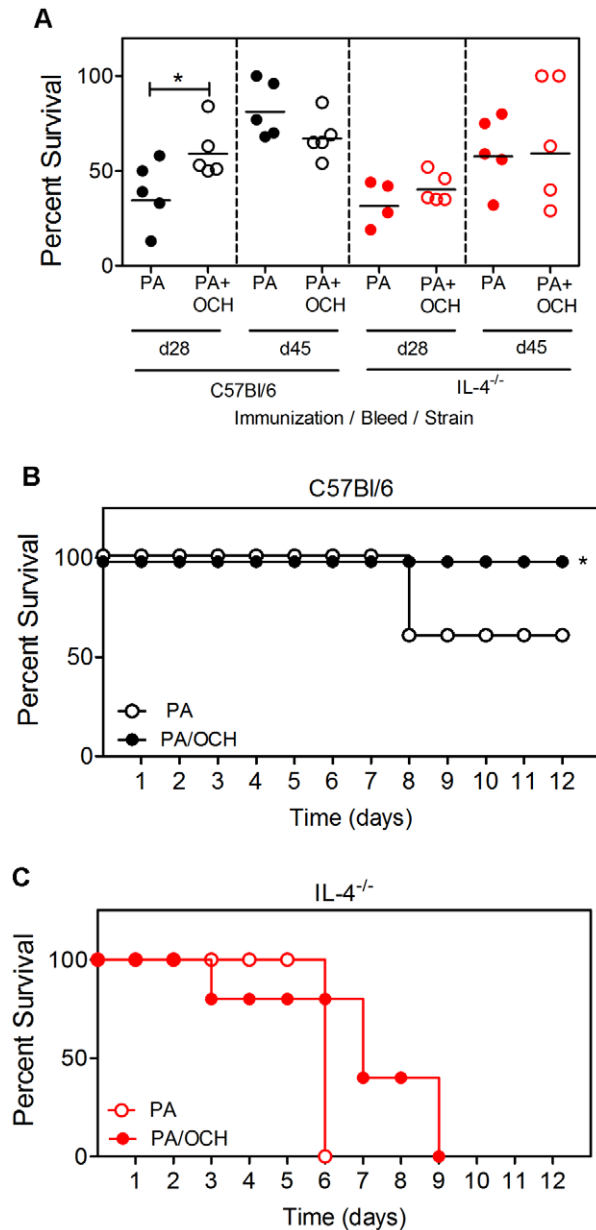 A
Percent Survival
100
50
0
*
PA PA+ OCH PA PA+ OCH PA PA+ OCH PA PA+ OCH
d28 d45 d28 d45
C57Bl/6 IL-4-/-
Immunization / Bleed / Strain
B
C57Bl/6
Percent Survival
100
50
0
*
PA
PA/OCH
1 2 3 4 5 6 7 8 9 10 11 12
Time (days)
C
IL-4-/-
Percent Survival
100
50
0
PA
PA/OCH
1 2 3 4 5 6 7 8 9 10 11 12
Time (days)